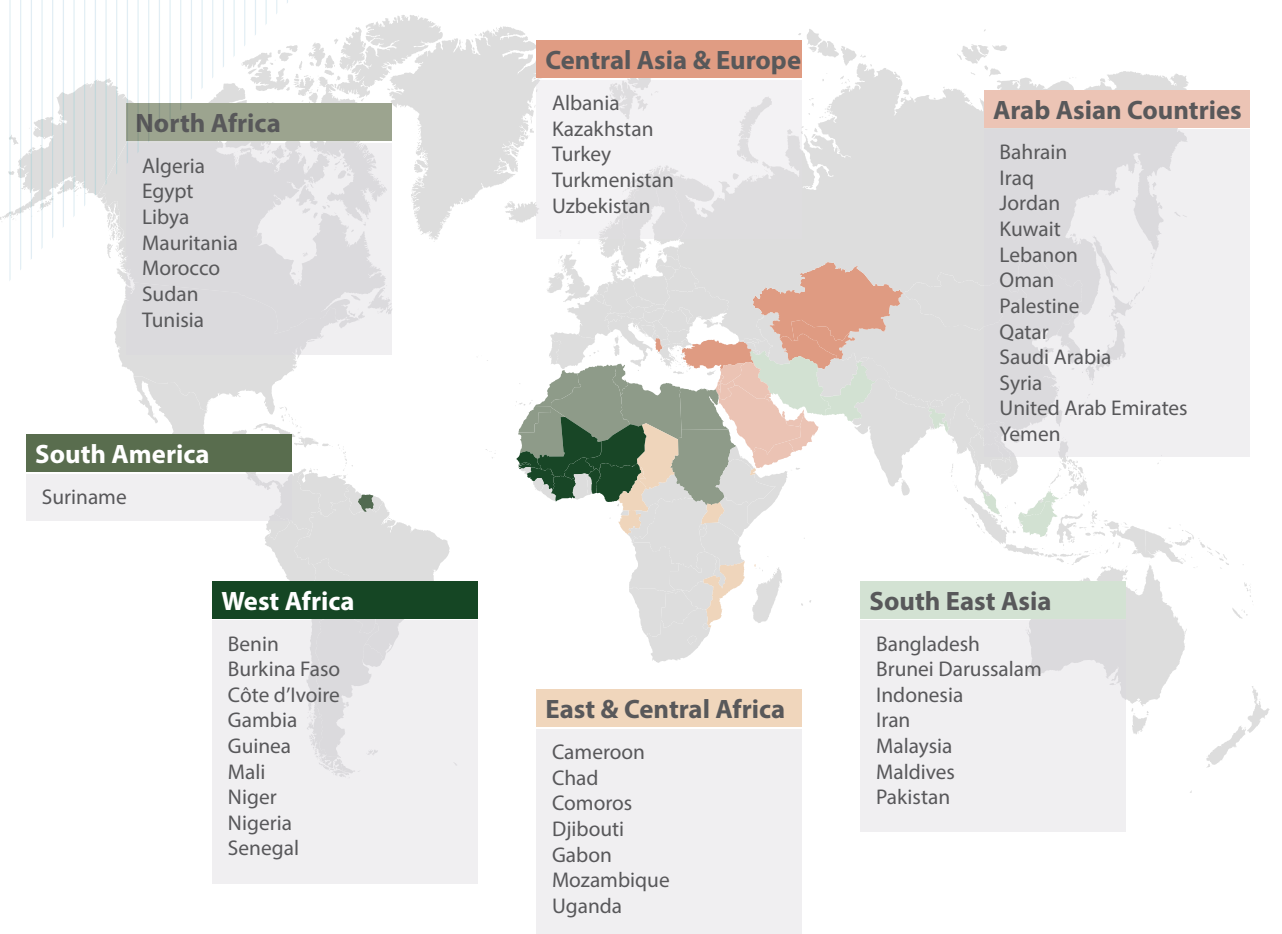 North Africa
Algeria
Egypt
Libya
Mauritania
Morocco
Sudan
Tunisia
Central Asia & Europe
Albania
Kazakhstan
Turkey
Turkmenistan
Uzbekistan
Arab Asian Countries
Bahrain
Iraq
Jordan
Kuwait
Lebanon
Oman
Palestine
Qatar
Saudi Arabia
Syria
United Arab Emirates
Yemen
South America
Suriname
West Africa
Benin
Burkina Faso
Côte d’Ivoire
Gambia
Guinea
Mali
Niger
Nigeria
Senegal
East & Central Africa
Cameroon
Chad
Comoros
Djibouti
Gabon
Mozambique
Uganda
South East Asia
Bangladesh
Brunei Darussalam
Indonesia
Iran
Malaysia
Maldives
Pakistan